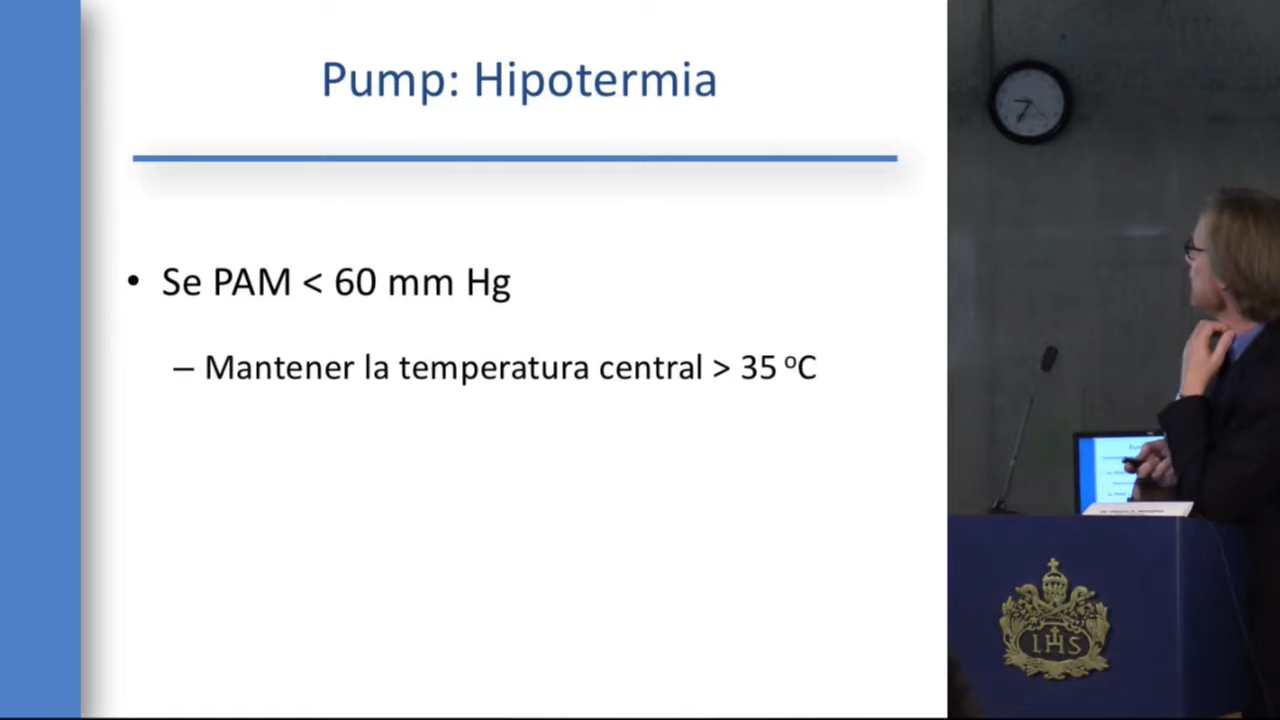 Pump: Hipotermia
• Se PAM < 60 mm Hg
– Mantener la temperatura central > 35 ºC
IHS